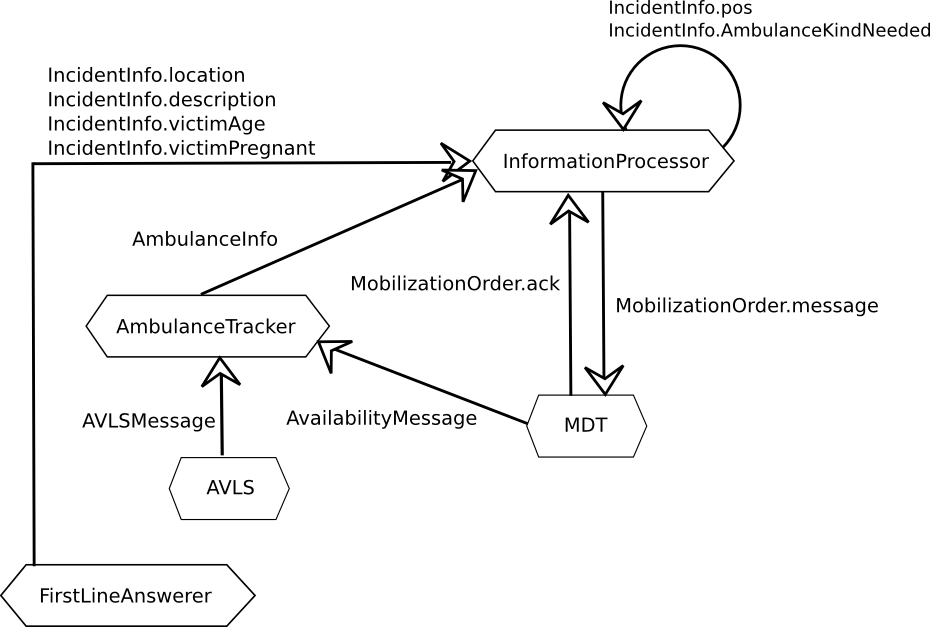 IncidentInfo.pos
IncidentInfo.AmbulanceKindNeeded
IncidentInfo.location
IncidentInfo.description
IncidentInfo.victimAge
IncidentInfo.victimPregnant
InformationProcessor
AmbulanceInfo
MobilizationOrder.ack
MobilizationOrder.message
AmbulanceTracker
AVLSMessage
AvailabilityMessage
MDT
AVLS
FirstLineAnswerer